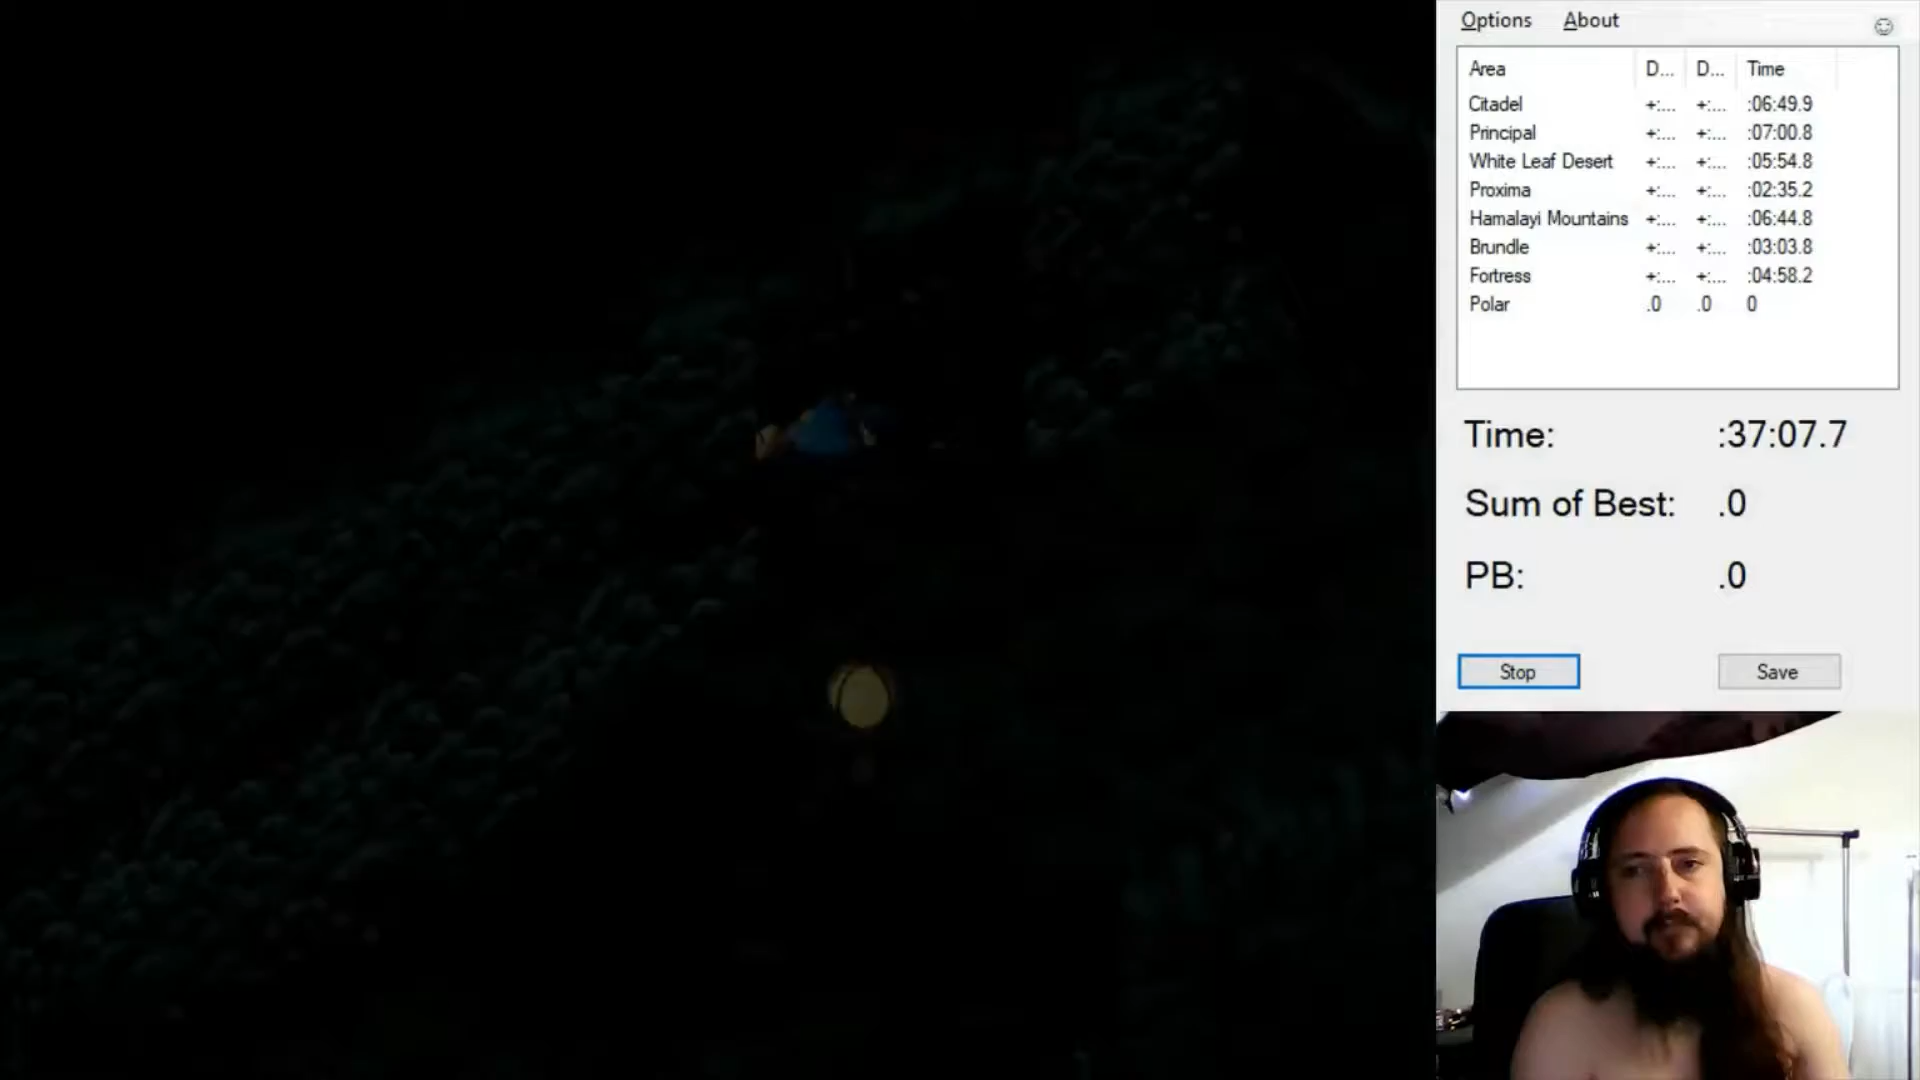 Options About
Area D... D... Time
Citadel +:... +:... :06:49.9
Principal +:... +:... :07:00.8
White Leaf Desert +:... +:... :05:54.8
Proxima +:... +:... :02:35.2
Hamalayi Mountains +:... +:... :06:44.8
Brundle +:... +:... :03:03.8
Fortress +:... +:... :04:58.2
Polar .0 .0 0
Time: :37:07.7
Sum of Best: .0
PB: .0
Stop Save